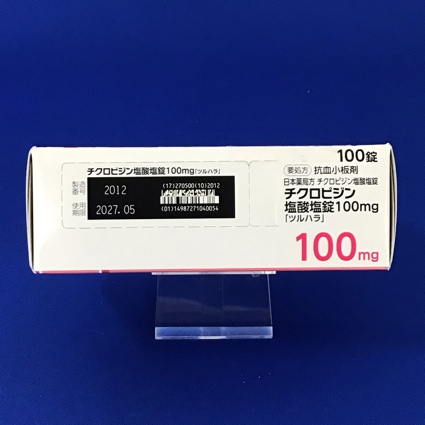 チクロピジン塩酸塩錠100mg「ツルハラ」
製造番号
2012
(17)270500(10)2012
使用期限
2027.05
(01)14987271040054
100錠
要処方 抗血小板剤
日本薬局方 チクロピジン塩酸塩錠
チクロピジン
塩酸塩錠100mg
「ツルハラ」
100mg